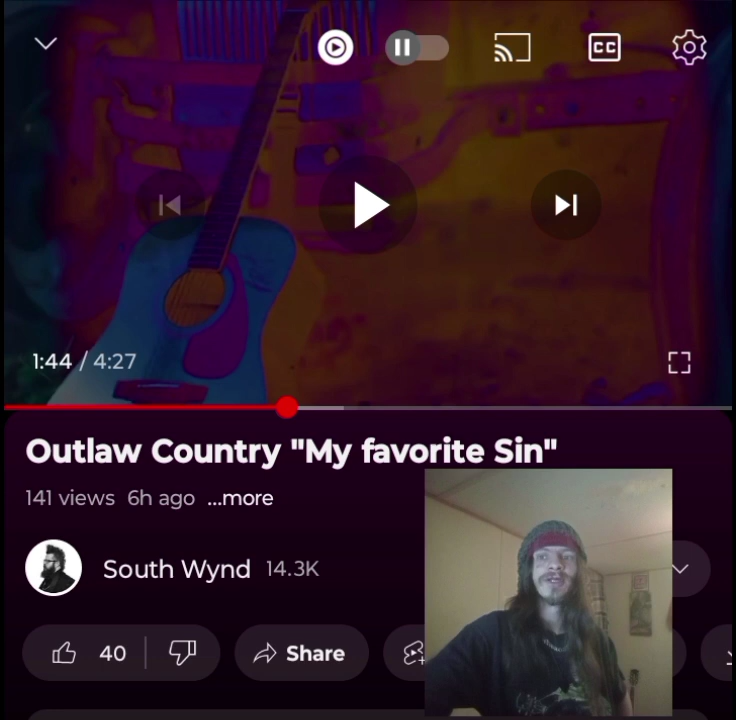 CC
1:44 / 4:27
Outlaw Country "My favorite Sin"
141 views 6h ago ...more
South Wynd 14.3K
40 Share